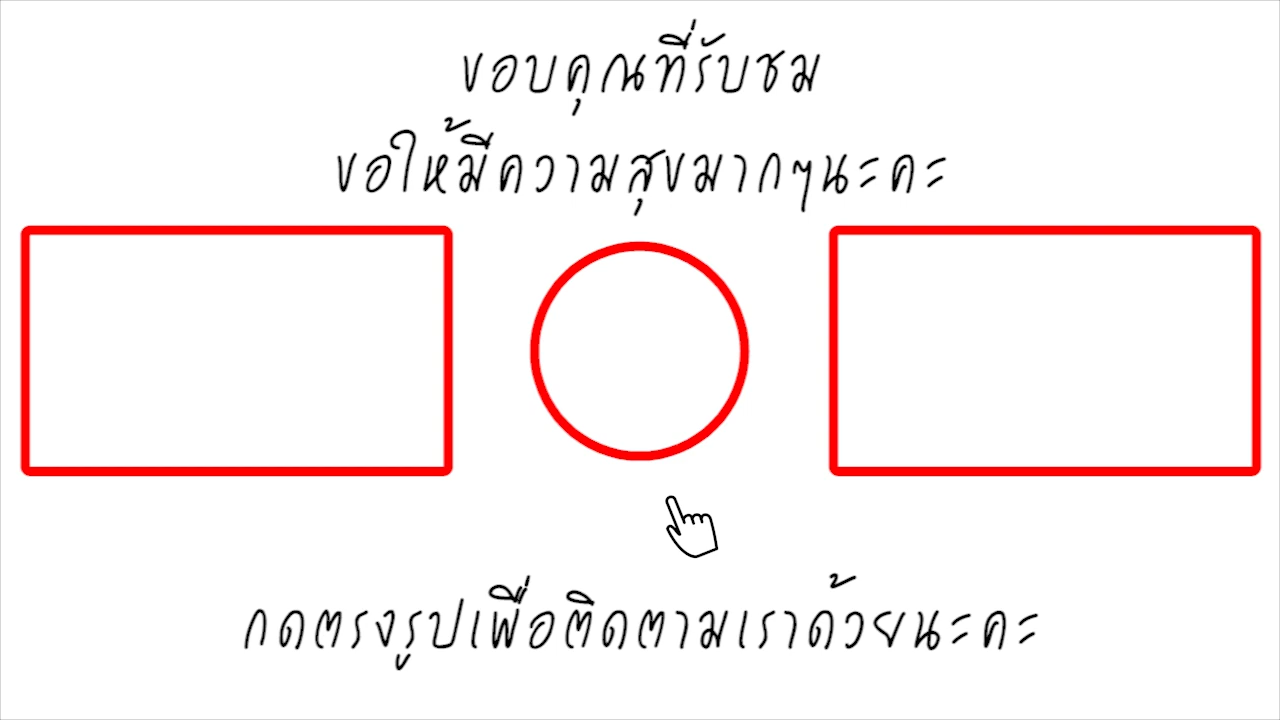 ขอบคุณที่รับชม
ขอให้มีความสุขมากๆนะคะ
กดตรงรูปเพื่อติดตามเราด้วยนะคะ